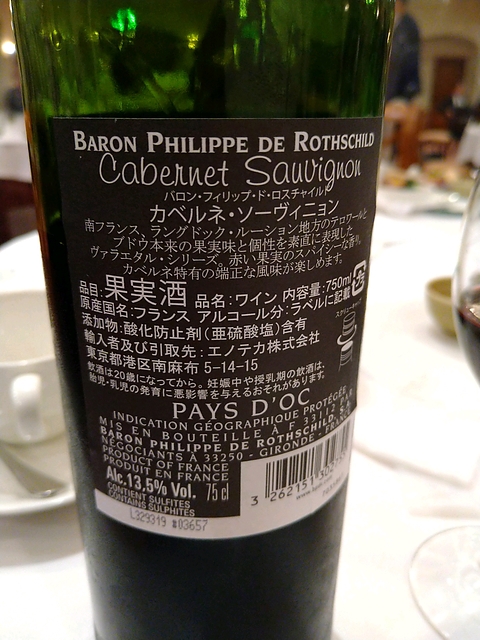 BARON PHILIPPE DE ROTHSCHILD
Cabernet Sauvignon
バロン・フィリップ・ド・ロスチャイルド
カベルネ・ソーヴィニヨン
南フランス、ラングドック・ルーション地方のテロワールと
ブドウ本来の果実味と個性を素直に表現した
ヴァラエタル・シリーズ。赤い果実のスパイシーな香り。
カベルネ特有の端正な風味が楽しめます。
品目:果実酒 品名:ワイン 内容量:750ml
原産国名:フランス アルコール分:ラベルに記載
添加物:酸化防止剤(亜硫酸塩)含有
輸入者及び引取先:エノテカ株式会社
東京都港区南麻布 5-14-15
飲酒は20歳になってから。妊娠中や授乳期の飲酒は、
胎児・乳児の発育に悪影響を与えるおそれがあります。
PAYS D'OC
INDICATION GÉOGRAPHIQUE PROTÉGÉE
MIS EN BOUTEILLE À F 33112 PAR
BARON PHILIPPE DE ROTHSCHILD S.A.
NÉGOCIANTS À 33250 - GIRONDE - FRANCE
PRODUCT OF FRANCE
PRODUIT EN FRANCE
Alc.13,5% Vol. 75 cl
CONTIENT SULFITES
CONTAINS SULPHITES
3 262151
L329319 #03657